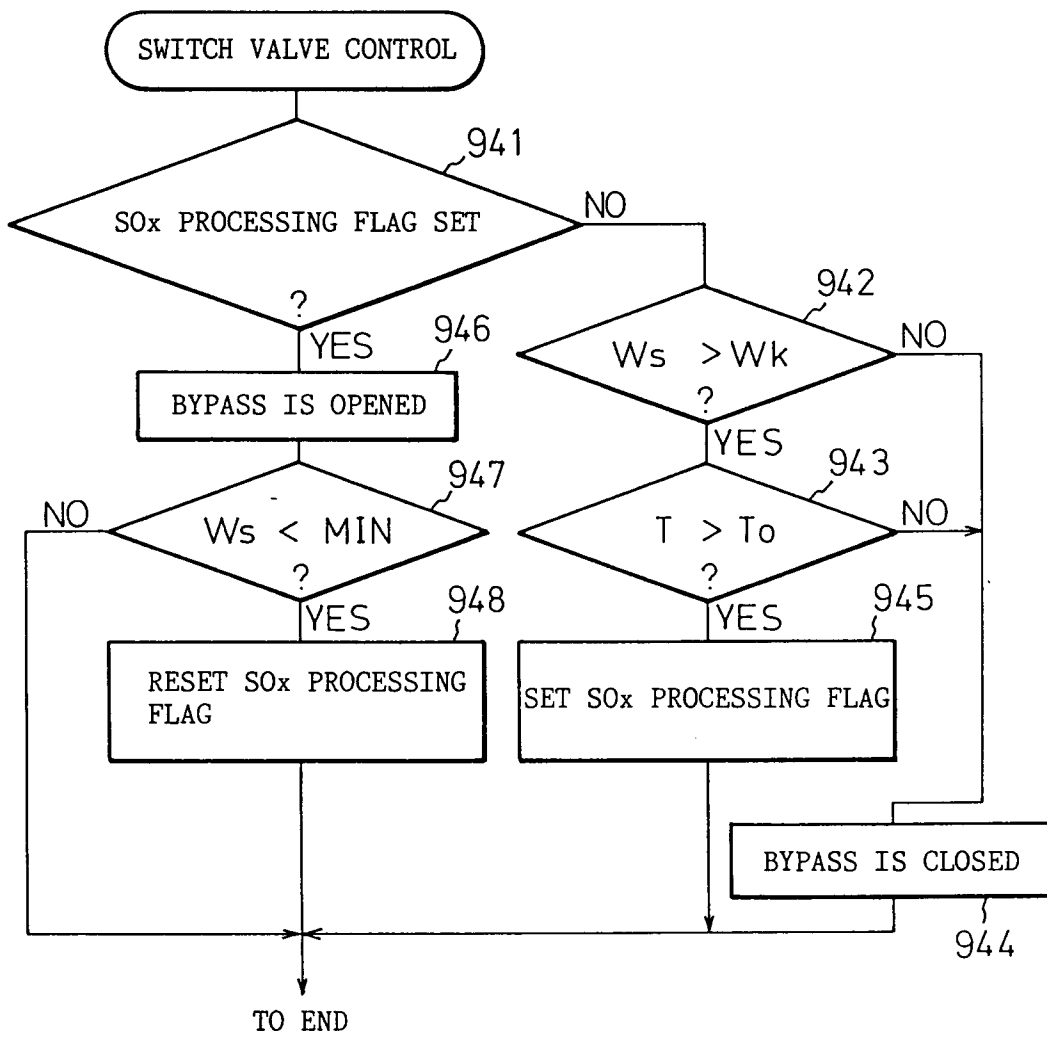 SWITCH VALVE CONTROL
941
SOx PROCESSING FLAG SET
?
NO
YES
942
Ws > Wk
?
NO
YES
946
BYPASS IS OPENED
947
Ws < MIN
?
NO
YES
943
T > To
?
NO
YES
948
RESET SOx PROCESSING
FLAG
945
SET SOx PROCESSING FLAG
BYPASS IS CLOSED
944
TO END